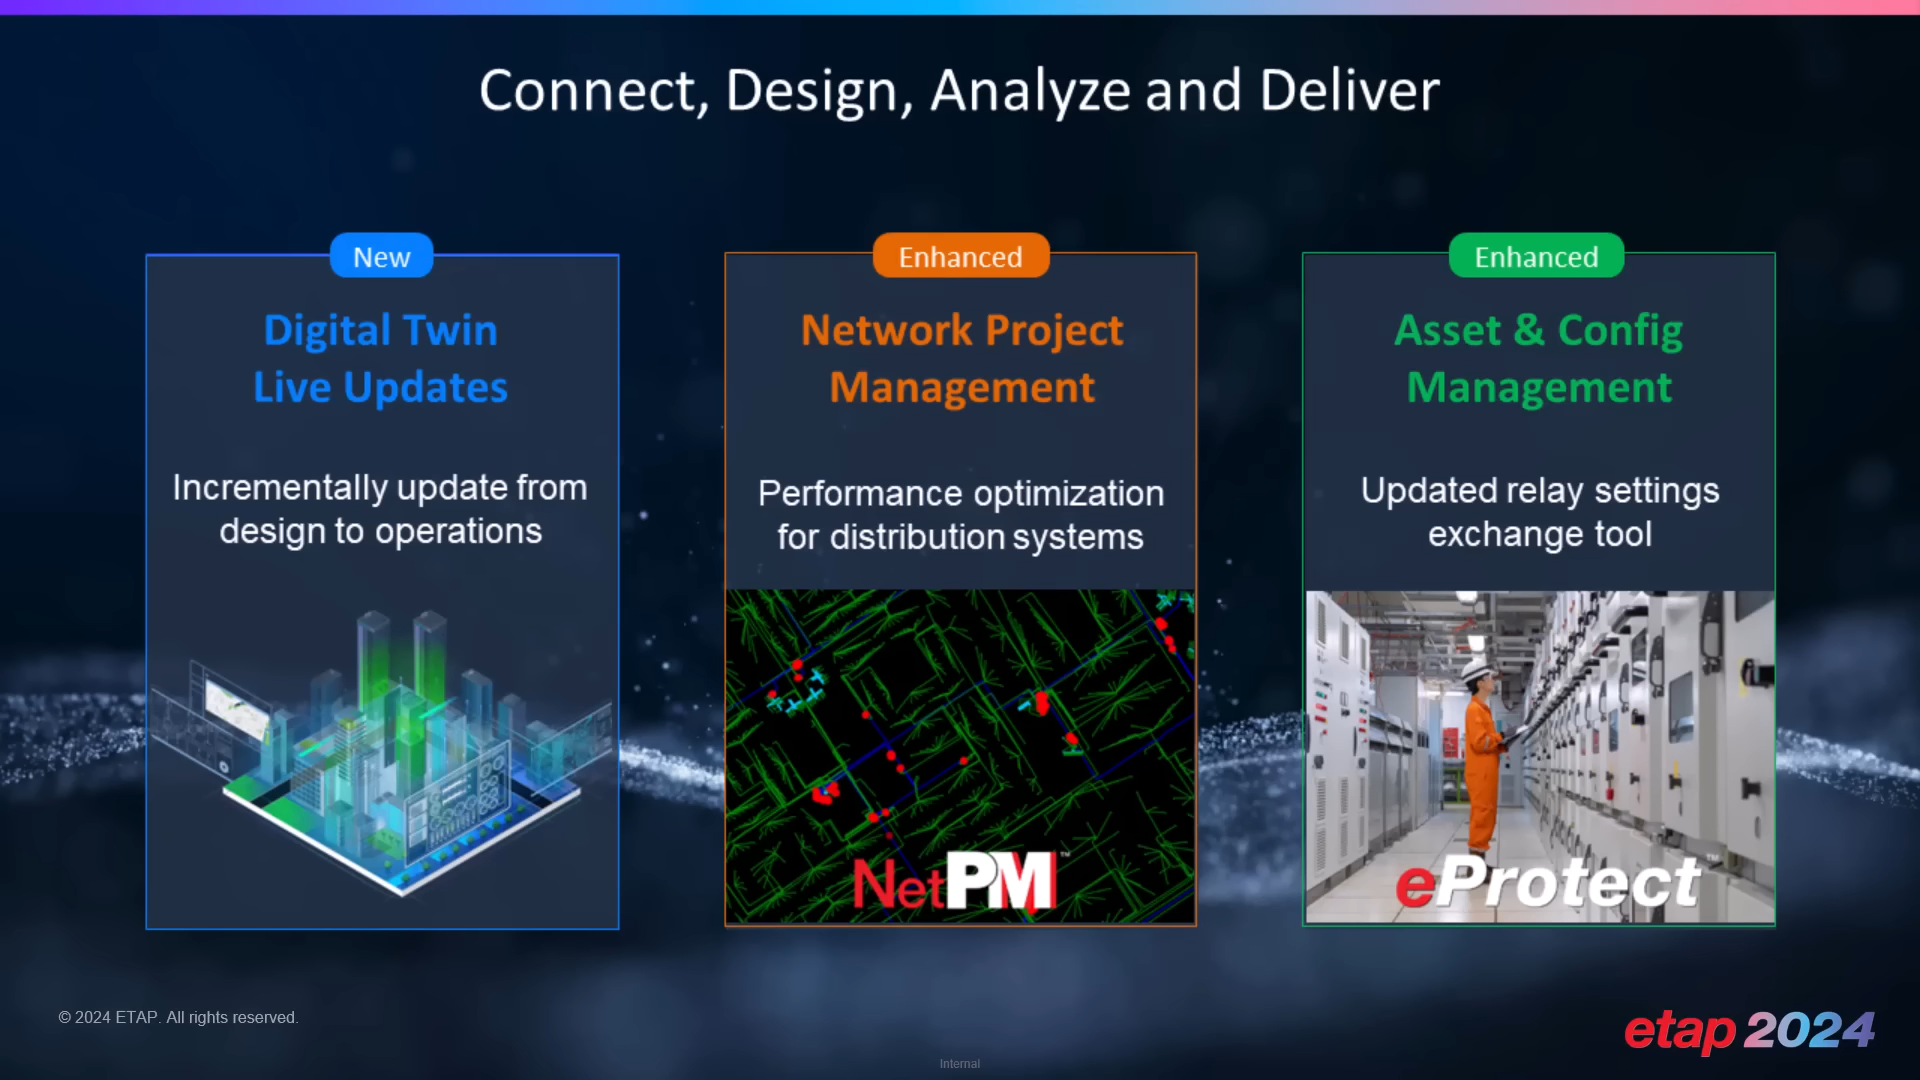 Connect, Design, Analyze and Deliver
New
Digital Twin
Live Updates
Incrementally update from
design to operations
Enhanced
Network Project
Management
Performance optimization
for distribution systems
NetPM™
Enhanced
Asset & Config
Management
Updated relay settings
exchange tool
eProtect™
© 2024 ETAP. All rights reserved.
Internal
etap 2024